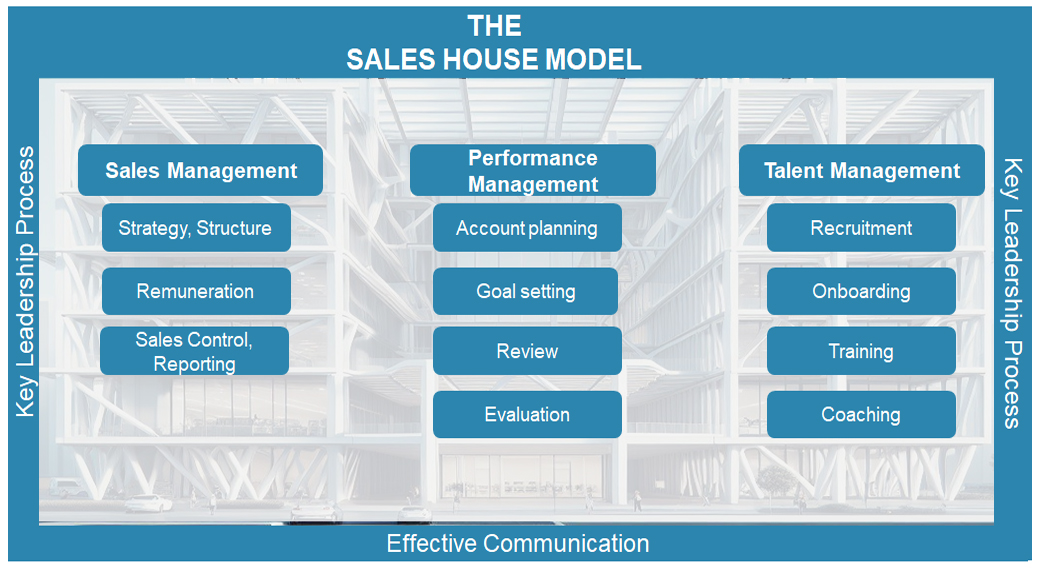 THE
SALES HOUSE MODEL
Key Leadership Process
Sales Management
Strategy, Structure
Remuneration
Sales Control,
Reporting
Performance
Management
Account planning
Goal setting
Review
Evaluation
Talent Management
Recruitment
Onboarding
Training
Coaching
Key Leadership Process
Effective Communication